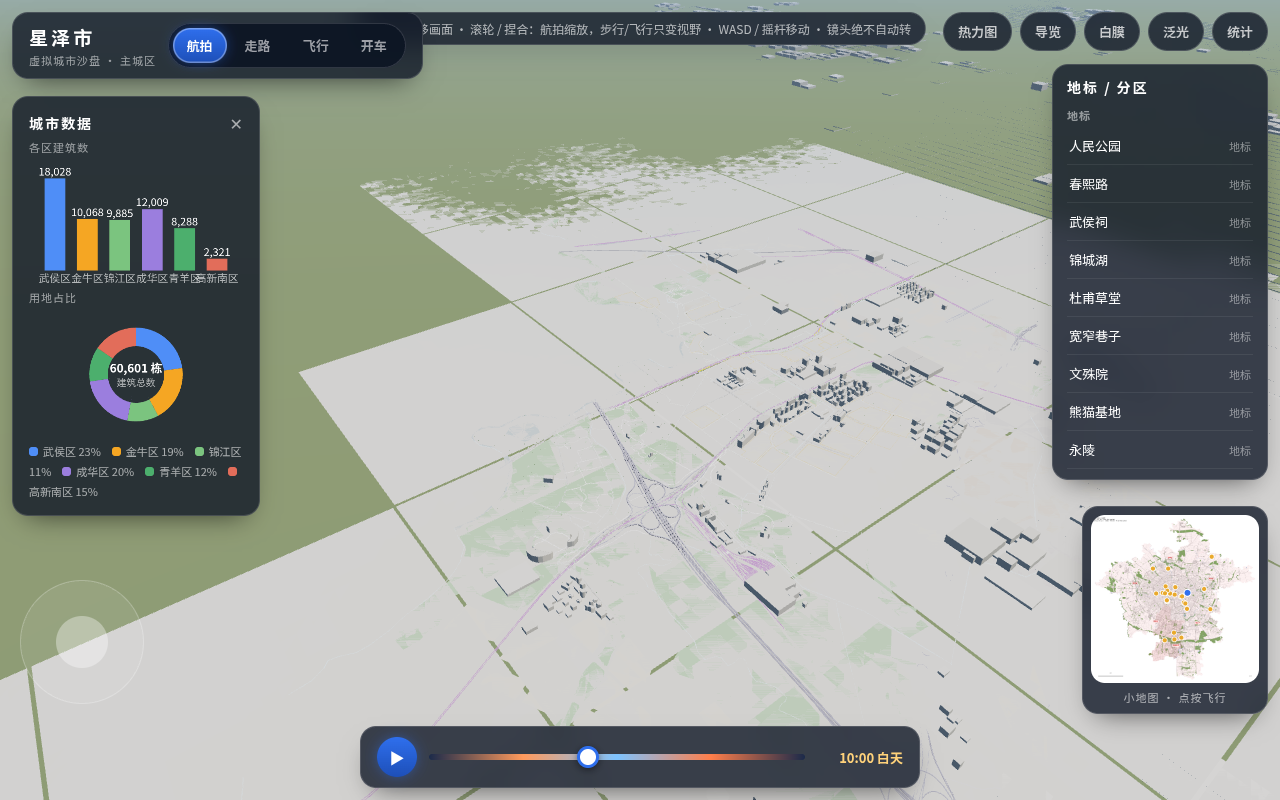 星泽市
虚拟城市沙盘 · 主城区
航拍 走路 飞行 开车
画面 · 滚轮 / 捏合：航拍缩放，步行/飞行只变视野 · WASD / 摇杆移动 · 镜头绝不自动转
热力图 导览 白膜 泛光 统计
城市数据
各区建筑数
18,028
10,068
9,885
12,009
8,288
2,321
武侯区 金牛区 锦江区 成华区 青羊区 高新南区
用地占比
60,601 栋
建筑总数
武侯区 23% 金牛区 19% 锦江区
11% 成华区 20% 青羊区 12%
高新南区 15%
地标 / 分区
地标
人民公园 地标
春熙路 地标
武侯祠 地标
锦城湖 地标
杜甫草堂 地标
宽窄巷子 地标
文殊院 地标
熊猫基地 地标
永陵 地标
小地图 · 点按飞行
10:00 白天